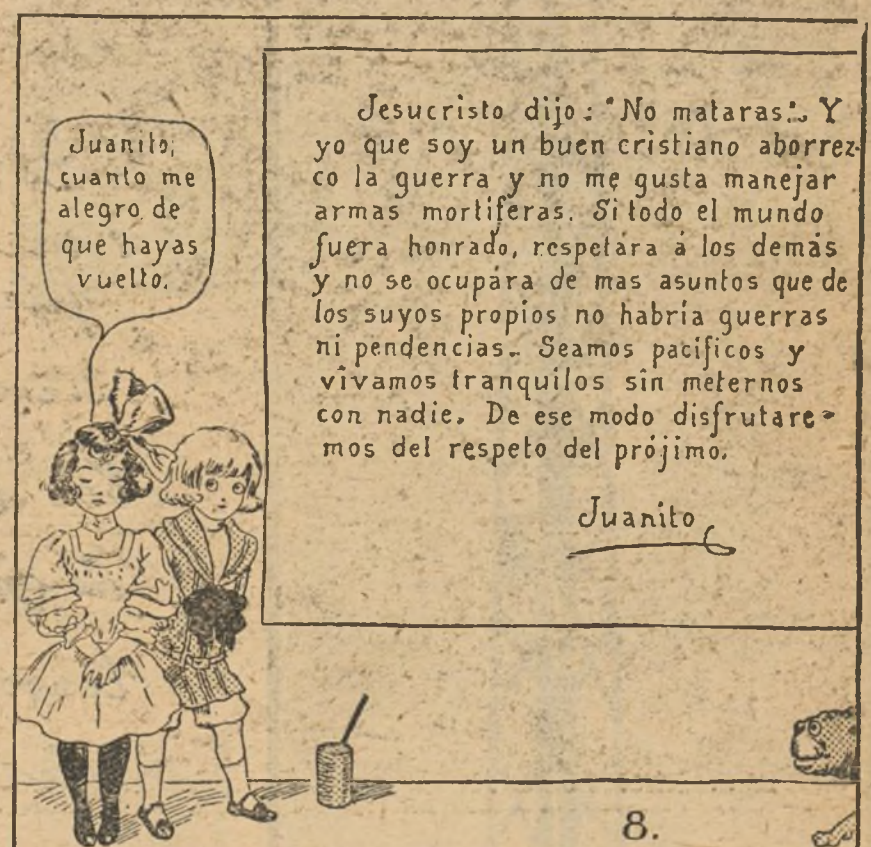 Juanito;
cuanto me
alegro de
que hayas
vuelto.
Jesucristo dijo: "No mataras". Y
yo que soy un buen cristiano aborrez-
co la guerra y no me gusta manejar
armas mortiferas. Si todo el mundo
fuera honrado, respetára á los demás
y no se ocupára de mas asuntos que de
los suyos propios no habría guerras
ni pendencias. Seamos pacificos y
vivamos tranquilos sin meternos
con nadie. De ese modo disfrutare-
mos del respeto del prójimo.
Juanito
8.